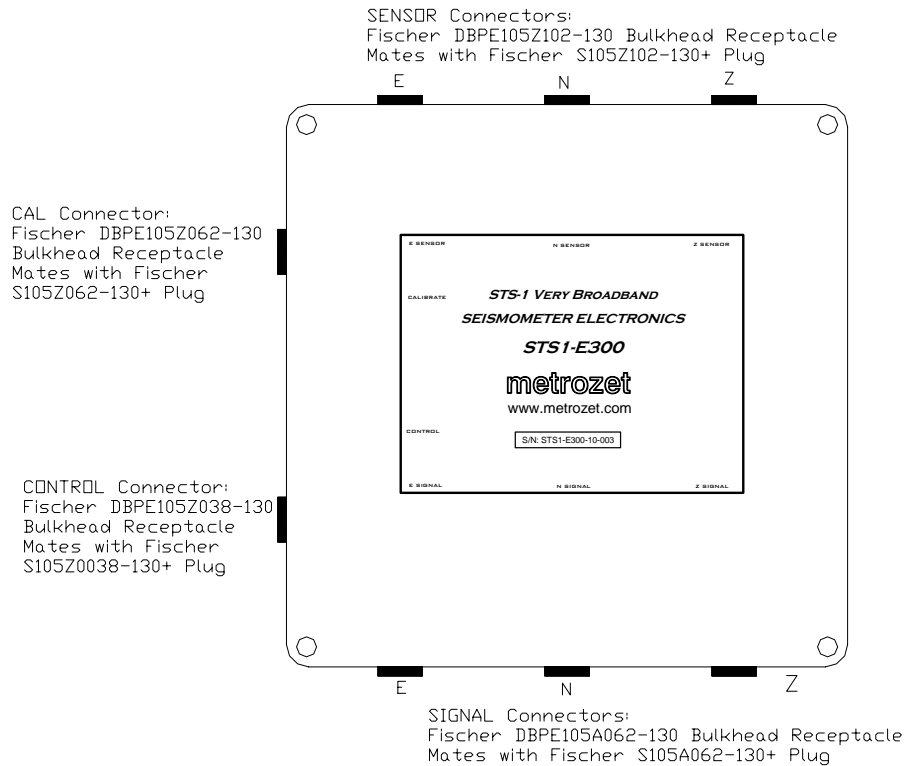 SENSOR Connectors:
Fischer DBPE105Z102-130 Bulkhead Receptacle
Mates with Fischer S105Z102-130+ Plug
E
N
Z
CAL Connector:
Fischer DBPE105Z062-130
Bulkhead Receptacle
Mates with Fischer
S105Z062-130+ Plug
E SENSOR
N SENSOR
Z SENSOR
CALIBRATE
STS-1 VERY BROADBAND
SEISMOMETER ELECTRONICS
STS1-E300
metrozet
www.metrozet.com
CONTROL
S/N: STS1-E300-10-003
E SIGNAL
N SIGNAL
Z SIGNAL
CONTROL Connector:
Fischer DBPE105Z038-130
Bulkhead Receptacle
Mates with Fischer
S105Z0038-130+ Plug
E
N
Z
SIGNAL Connectors:
Fischer DBPE105A062-130 Bulkhead Receptacle
Mates with Fischer S105A062-130+ Plug